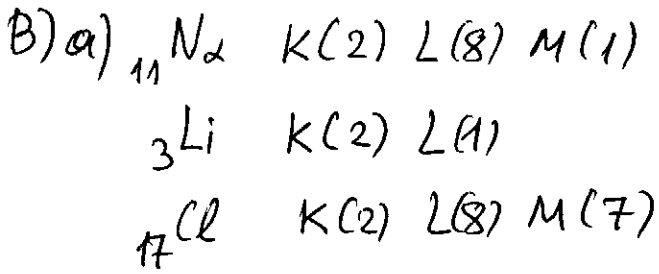 B) a) ₁₁Na K(2) L(8) M(1)
₃Li K(2) L(1)
₁₇Cl K(2) L(8) M(7)